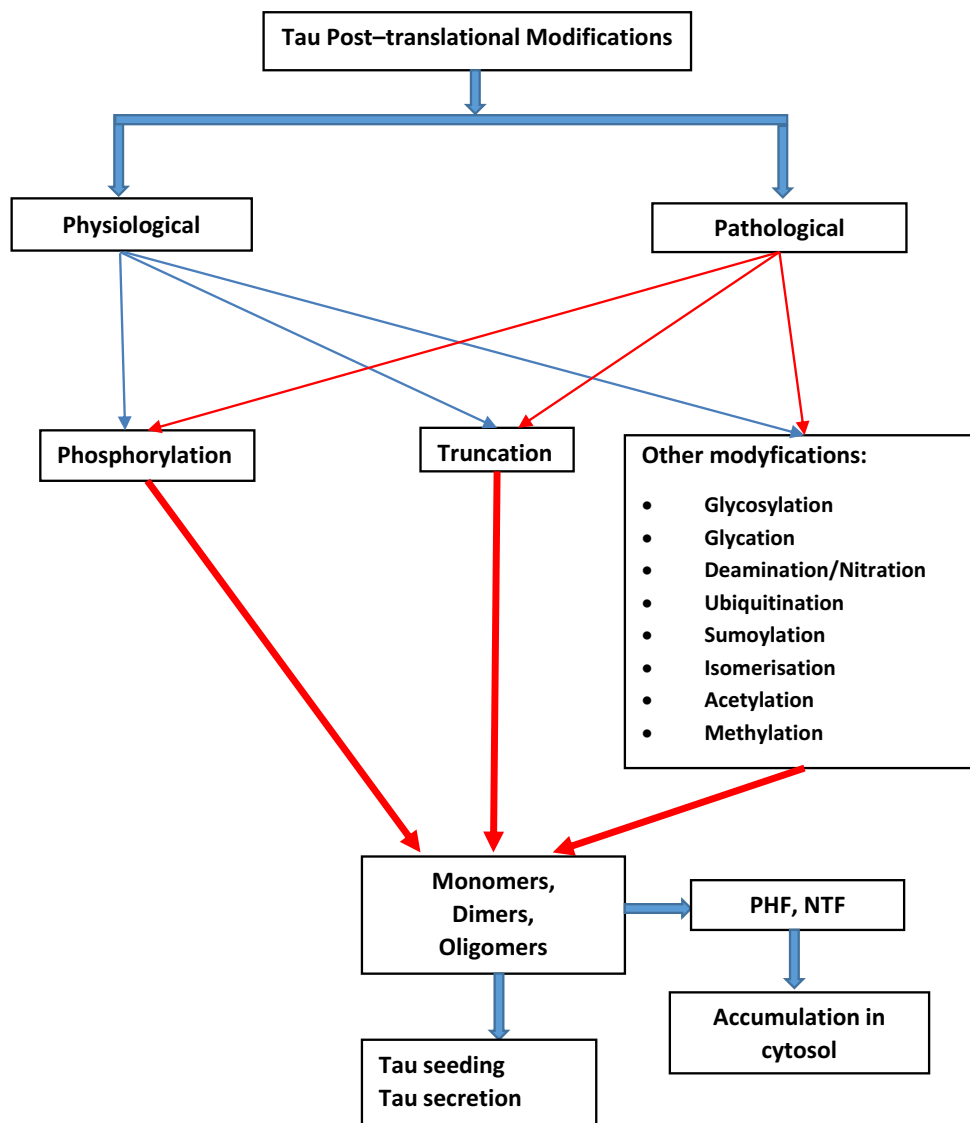 Tau Post–translational Modifications
Physiological
Pathological
Phosphorylation
Truncation
Other modyfications:
• Glycosylation
• Glycation
• Deamination/Nitration
• Ubiquitination
• Sumoylation
• Isomerisation
• Acetylation
• Methylation
Monomers,
Dimers,
Oligomers
PHF, NTF
Accumulation in
cytosol
Tau seeding
Tau secretion